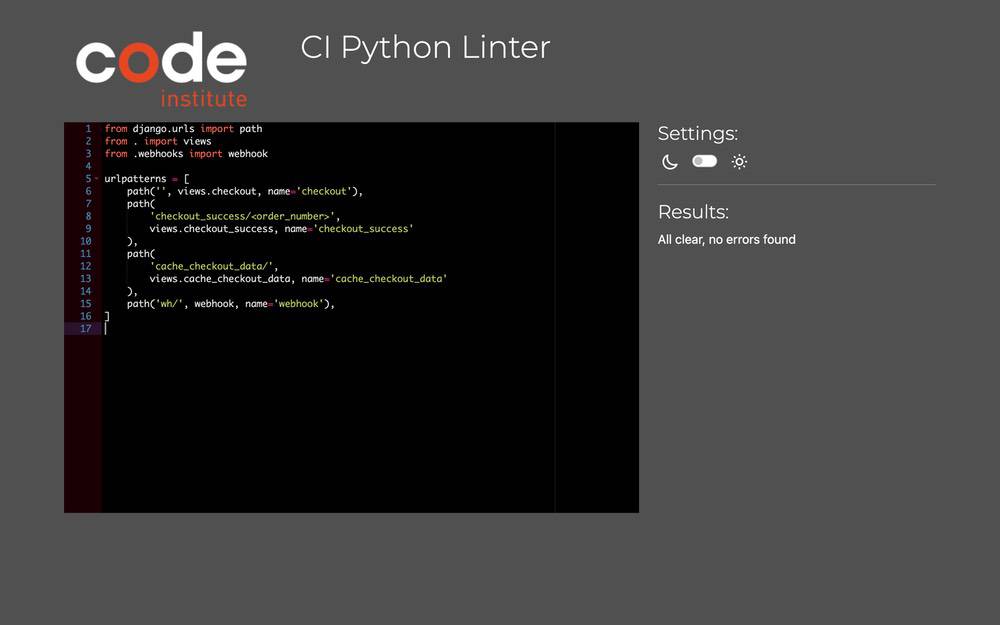 code
institute
CI Python Linter
1 from django.urls import path
2 from . import views
3 from .webhooks import webhook
4
5 urlpatterns = [
6     path('', views.checkout, name='checkout'),
7     path(
8         'checkout_success/<order_number>',
9         views.checkout_success, name='checkout_success'
10     ),
11     path(
12         'cache_checkout_data/',
13         views.cache_checkout_data, name='cache_checkout_data'
14     ),
15     path('wh/', webhook, name='webhook'),
16 ]
17
Settings:
Results:
All clear, no errors found